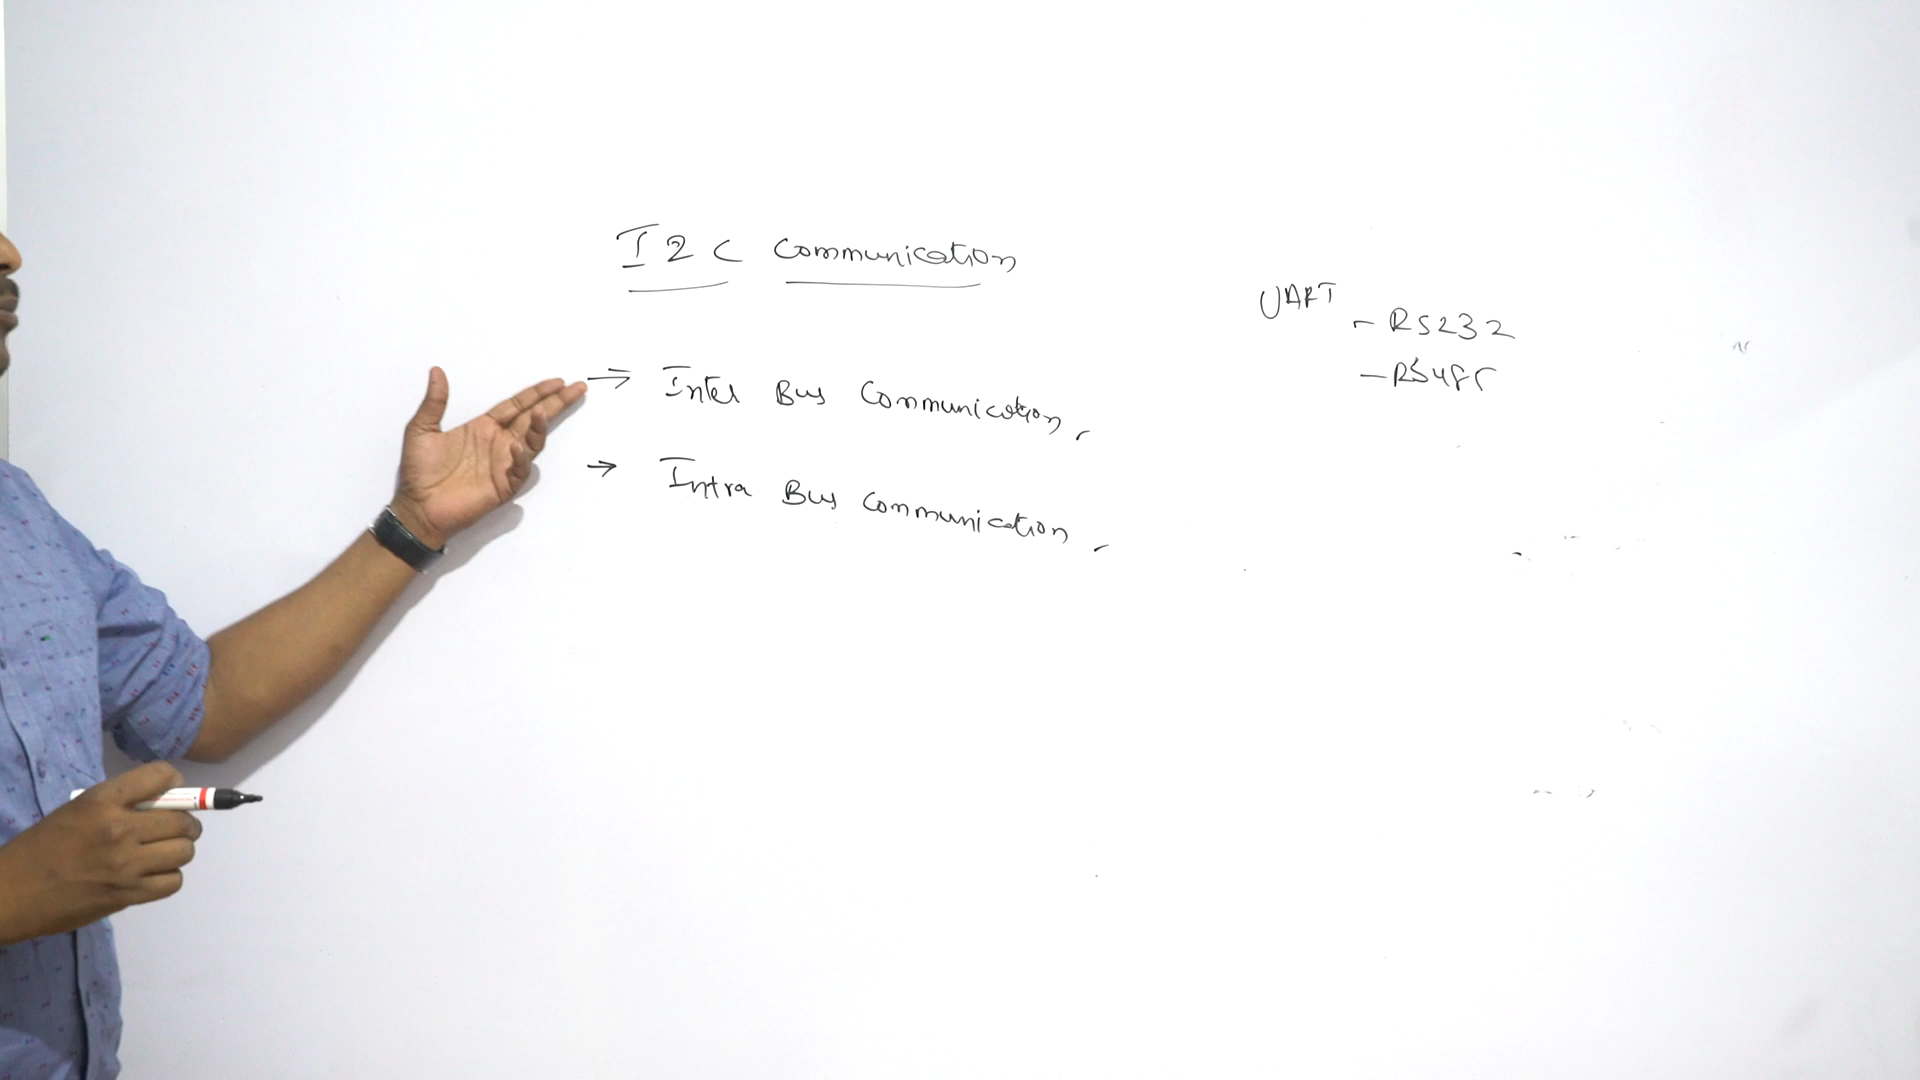 I2C Communication
→ Inter Bus Communication,
→ Intra Bus Communication,
UART
- RS232
- RS485